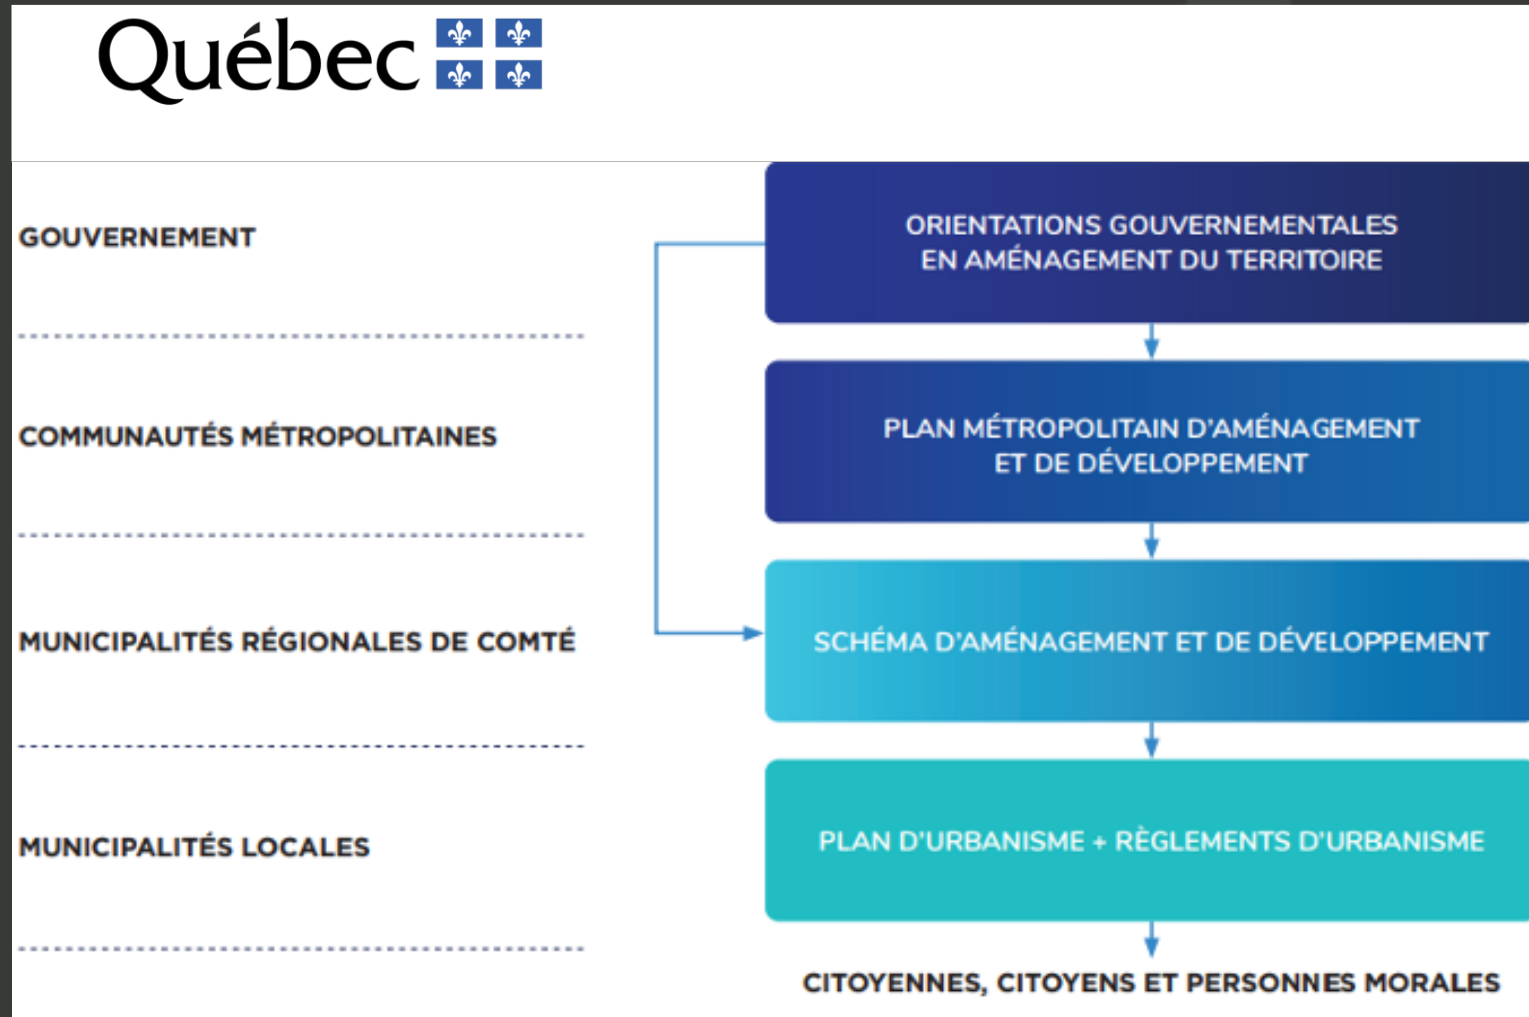 Québec
GOUVERNEMENT
ORIENTATIONS GOUVERNEMENTALES
EN AMÉNAGEMENT DU TERRITOIRE
COMMUNAUTÉS MÉTROPOLITAINES
PLAN MÉTROPOLITAIN D'AMÉNAGEMENT
ET DE DÉVELOPPEMENT
MUNICIPALITÉS RÉGIONALES DE COMTÉ
SCHÉMA D'AMÉNAGEMENT ET DE DÉVELOPPEMENT
MUNICIPALITÉS LOCALES
PLAN D'URBANISME + RÈGLEMENTS D'URBANISME
CITOYENNES, CITOYENS ET PERSONNES MORALES